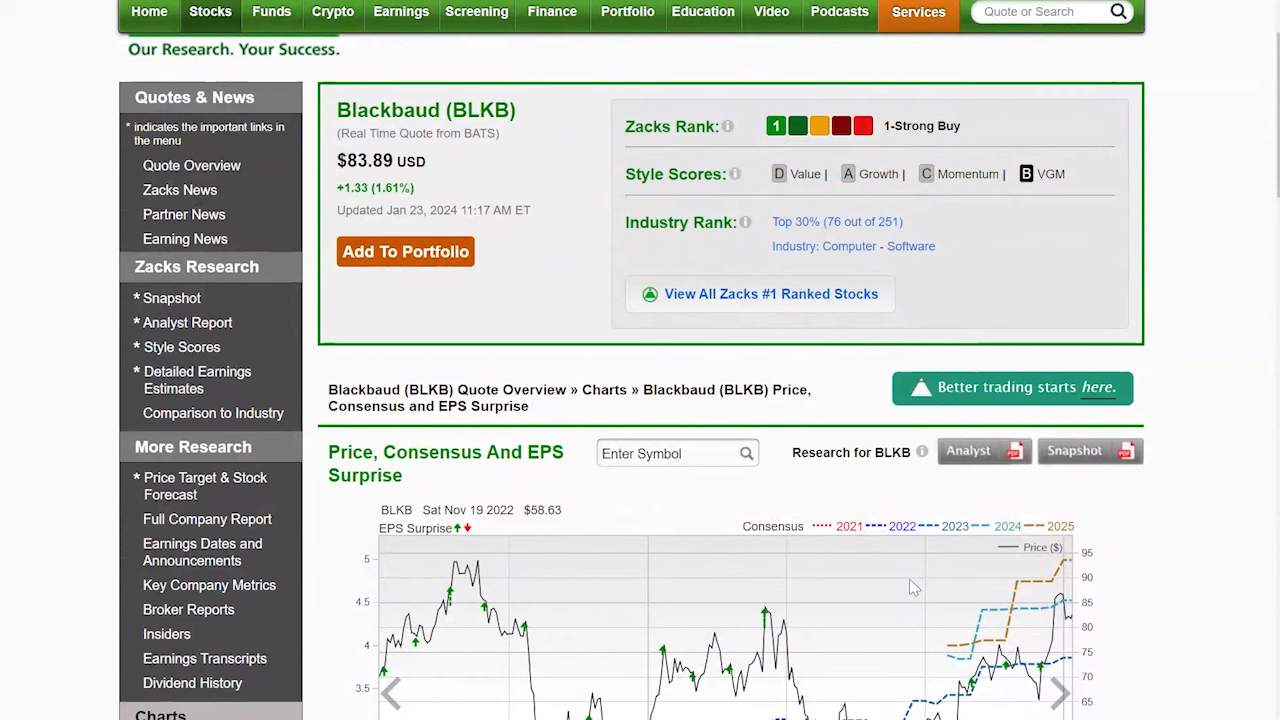 Home Stocks Funds Crypto Earnings Screening Finance Portfolio Education Video Podcasts Services Quote or Search
Our Research. Your Success.
Quotes & News
* indicates the important links in
the menu
Quote Overview
Zacks News
Partner News
Earning News
Zacks Research
* Snapshot
* Analyst Report
* Style Scores
* Detailed Earnings
Estimates
Comparison to Industry
More Research
* Price Target & Stock
Forecast
Full Company Report
Earnings Dates and
Announcements
Key Company Metrics
Broker Reports
Insiders
Earnings Transcripts
Dividend History
Charts
Blackbaud (BLKB)
(Real Time Quote from BATS)
$83.89 USD
+1.33 (1.61%)
Updated Jan 23, 2024 11:17 AM ET
Add To Portfolio
Zacks Rank: 1 1-Strong Buy
Style Scores: D Value | A Growth | C Momentum | B VGM
Industry Rank: Top 30% (76 out of 251)
Industry: Computer - Software
View All Zacks #1 Ranked Stocks
Blackbaud (BLKB) Quote Overview » Charts » Blackbaud (BLKB) Price,
Consensus and EPS Surprise
Better trading starts here.
Price, Consensus And EPS
Surprise
Enter Symbol
Research for BLKB Analyst Snapshot
BLKB Sat Nov 19 2022 $58.63
EPS Surprise
Consensus 2021 2022 2023 2024 2025
Price ($)
5
4.5
4
3.5
95
90
85
80
75
70
65